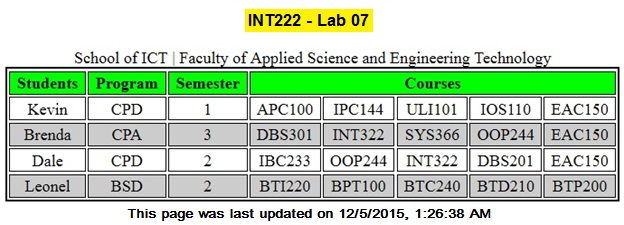 INT222 - Lab 07
School of ICT | Faculty of Applied Science and Engineering Technology
Students Program Semester Courses
Kevin CPD 1 APC100 IPC144 ULI101 IOS110 EAC150
Brenda CPA 3 DBS301 INT322 SYS366 OOP244 EAC150
Dale CPD 2 IBC233 OOP244 INT322 DBS201 EAC150
Leonel BSD 2 BTI220 BPT100 BTC240 BTD210 BTP200
This page was last updated on 12/5/2015, 1:26:38 AM